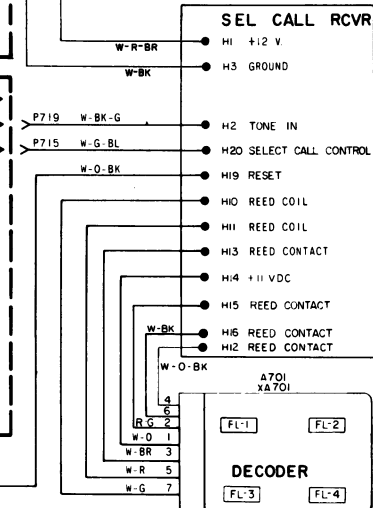 SEL CALL RCVR
W-R-BR
H1 +12 V.
W-BK
H3 GROUND
P719 W-BK-G
H2 TONE IN
P715 W-G-BL
H20 SELECT CALL CONTROL
W-O-BK
H19 RESET
H10 REED COIL
H11 REED COIL
H13 REED CONTACT
H14 +11 VDC
H15 REED CONTACT
W-BK
H16 REED CONTACT
H12 REED CONTACT
W-O-BK
A701
XA701
4
6
R G 2
W-O 1
W-BR 3
W-R 5
W-G 7
FL-1 FL-2
DECODER
FL-3 FL-4